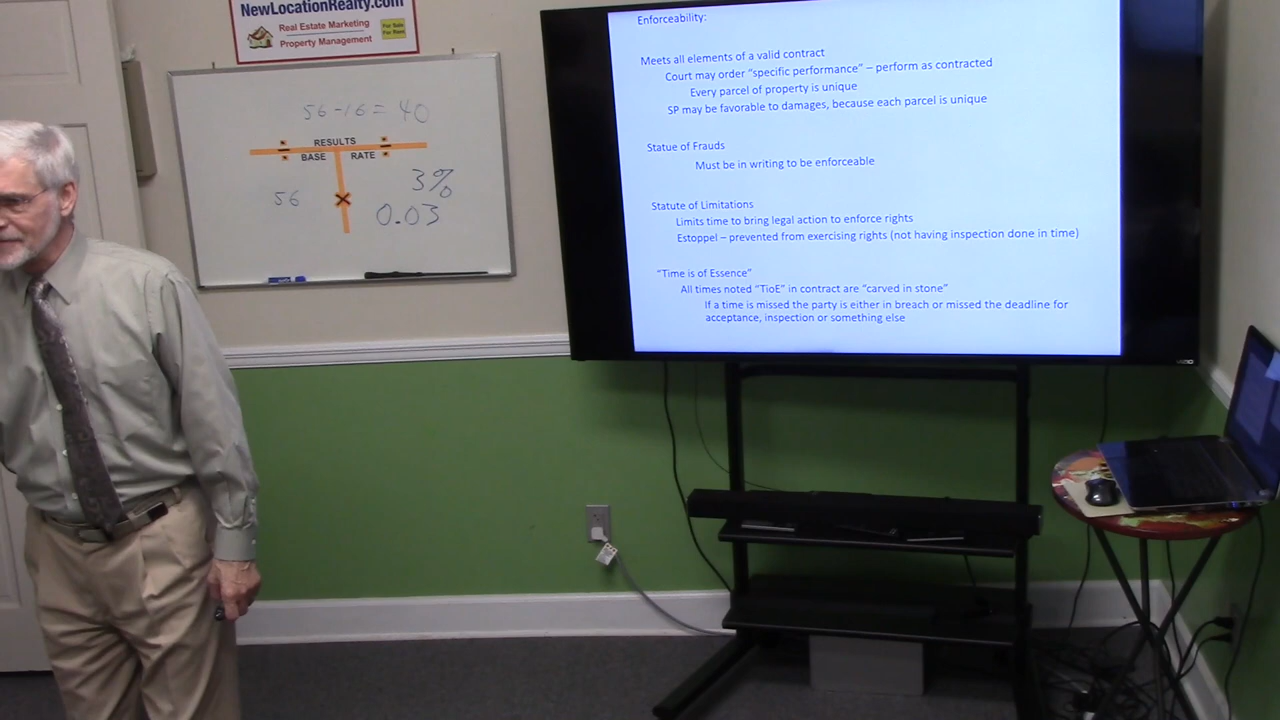 NewLocationRealty.com
Real Estate Marketing
Property Management
For Sale
For Rent
56-16=40
RESULTS
BASE
RATE
56
3%
0.03
Enforceability:
Meets all elements of a valid contract
Court may order “specific performance” – perform as contracted
Every parcel of property is unique
SP may be favorable to damages, because each parcel is unique
Statue of Frauds
Must be in writing to be enforceable
Statute of Limitations
Limits time to bring legal action to enforce rights
Estoppel – prevented from exercising rights (not having inspection done in time)
“Time is of Essence”
All times noted “TioE” in contract are “carved in stone”
If a time is missed the party is either in breach or missed the deadline for
acceptance, inspection or something else
VIZIO